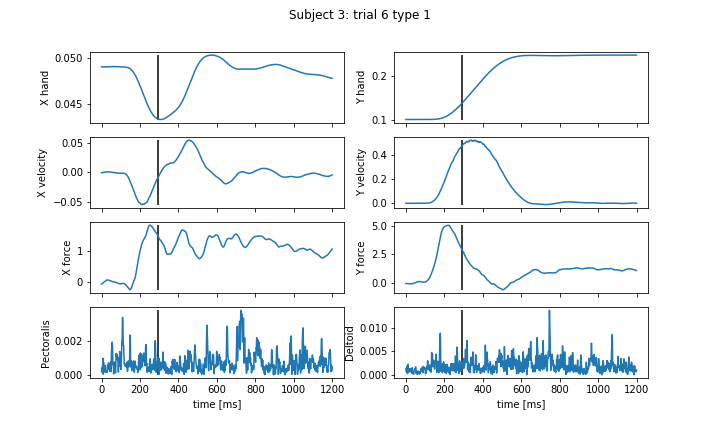 Subject 3: trial 6 type 1
X hand
0.050
0.045
Y hand
0.2
0.1
X velocity
0.05
0.00
−0.05
Y velocity
0.4
0.2
0.0
X force
1
0
Y force
5.0
2.5
0.0
Pectoralis
0.002
0.000
0 200 400 600 800 1000 1200
time [ms]
Deltoid
0.010
0.005
0.000
0 200 400 600 800 1000 1200
time [ms]